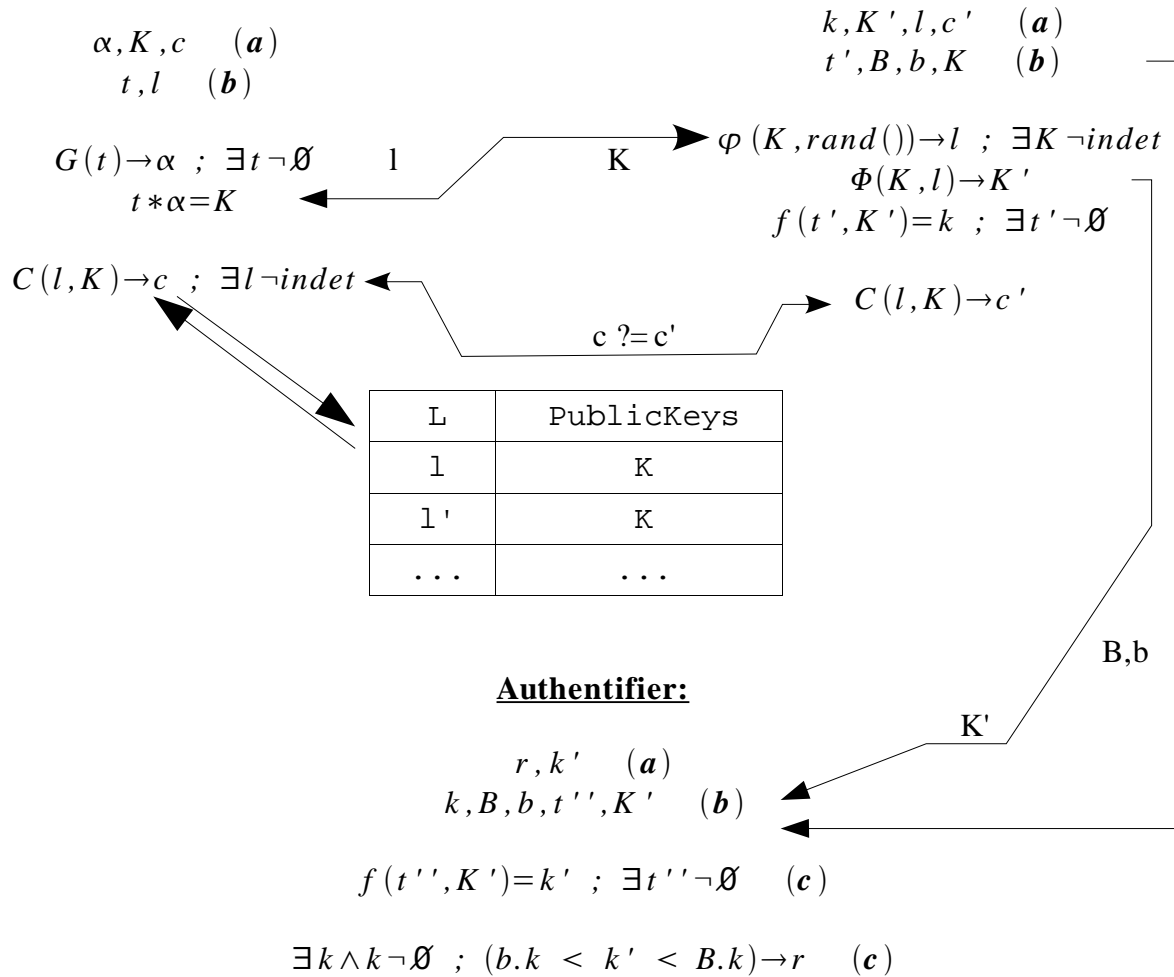 α, K, c (a)
t, l (b)
G(t)→α ; ∃t¬Ø
t∗α=K
C(l, K)→c ; ∃l¬indet
l
K
k, K', l, c' (a)
t', B, b, K (b)
φ(K, rand())→l ; ∃K¬indet
Φ(K, l)→K'
f(t', K')=k ; ∃t'¬Ø
C(l, K)→c'
c ?= c'
L PublicKeys
l K
l' K
... ...
B,b
K'
Authentifier:
r, k' (a)
k, B, b, t'', K' (b)
f(t'', K')=k' ; ∃t''¬Ø (c)
∃k∧k¬Ø ; (b.k < k' < B.k)→r (c)